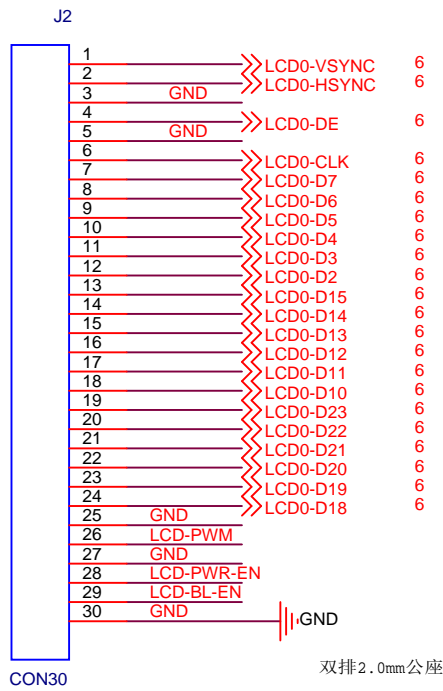 J2
1 LCD0-VSYNC 6
2 LCD0-HSYNC 6
3 GND
4 LCD0-DE 6
5 GND
6 LCD0-CLK 6
7 LCD0-D7 6
8 LCD0-D6 6
9 LCD0-D5 6
10 LCD0-D4 6
11 LCD0-D3 6
12 LCD0-D2 6
13 LCD0-D15 6
14 LCD0-D14 6
15 LCD0-D13 6
16 LCD0-D12 6
17 LCD0-D11 6
18 LCD0-D10 6
19 LCD0-D23 6
20 LCD0-D22 6
21 LCD0-D21 6
22 LCD0-D20 6
23 LCD0-D19 6
24 LCD0-D18 6
25 GND
26 LCD-PWM
27 GND
28 LCD-PWR-EN
29 LCD-BL-EN
30 GND GND
双排2.0mm公座
CON30